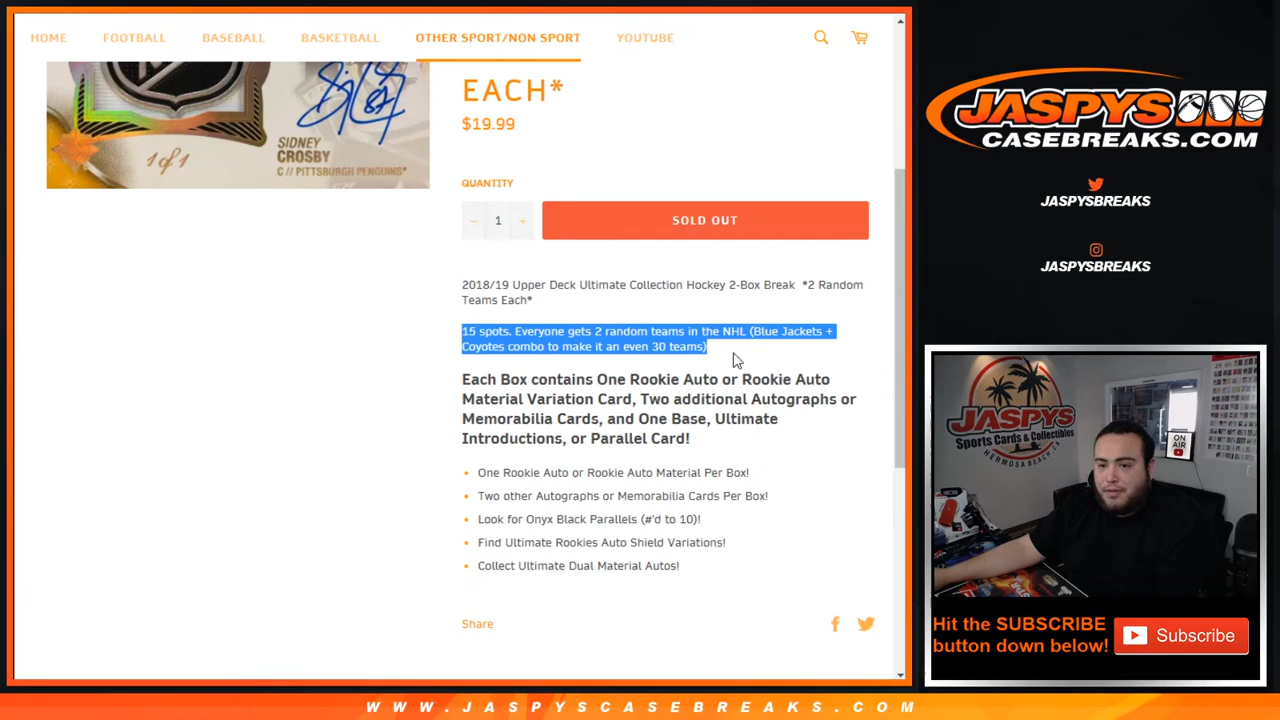 HOME FOOTBALL BASEBALL BASKETBALL OTHER SPORT/NON SPORT YOUTUBE
EACH*
$19.99
SIDNEY
CROSBY
C // PITTSBURGH PENGUINS*
1 of 1
QUANTITY
− 1 +
SOLD OUT
2018/19 Upper Deck Ultimate Collection Hockey 2-Box Break *2 Random
Teams Each*
15 spots. Everyone gets 2 random teams in the NHL (Blue Jackets +
Coyotes combo to make it an even 30 teams)
Each Box contains One Rookie Auto or Rookie Auto
Material Variation Card, Two additional Autographs or
Memorabilia Cards, and One Base, Ultimate
Introductions, or Parallel Card!
• One Rookie Auto or Rookie Auto Material Per Box!
• Two other Autographs or Memorabilia Cards Per Box!
• Look for Onyx Black Parallels (#'d to 10)!
• Find Ultimate Rookies Auto Shield Variations!
• Collect Ultimate Dual Material Autos!
Share
JASPYS
CASEBREAKS.COM
JASPYSBREAKS
JASPYSBREAKS
JASPYS
Sports Cards & Collectibles
HERMOSA BEACH CA
ON
AIR
Hit the SUBSCRIBE
button down below!
Subscribe
WWW.JASPYSCASEBREAKS.COM